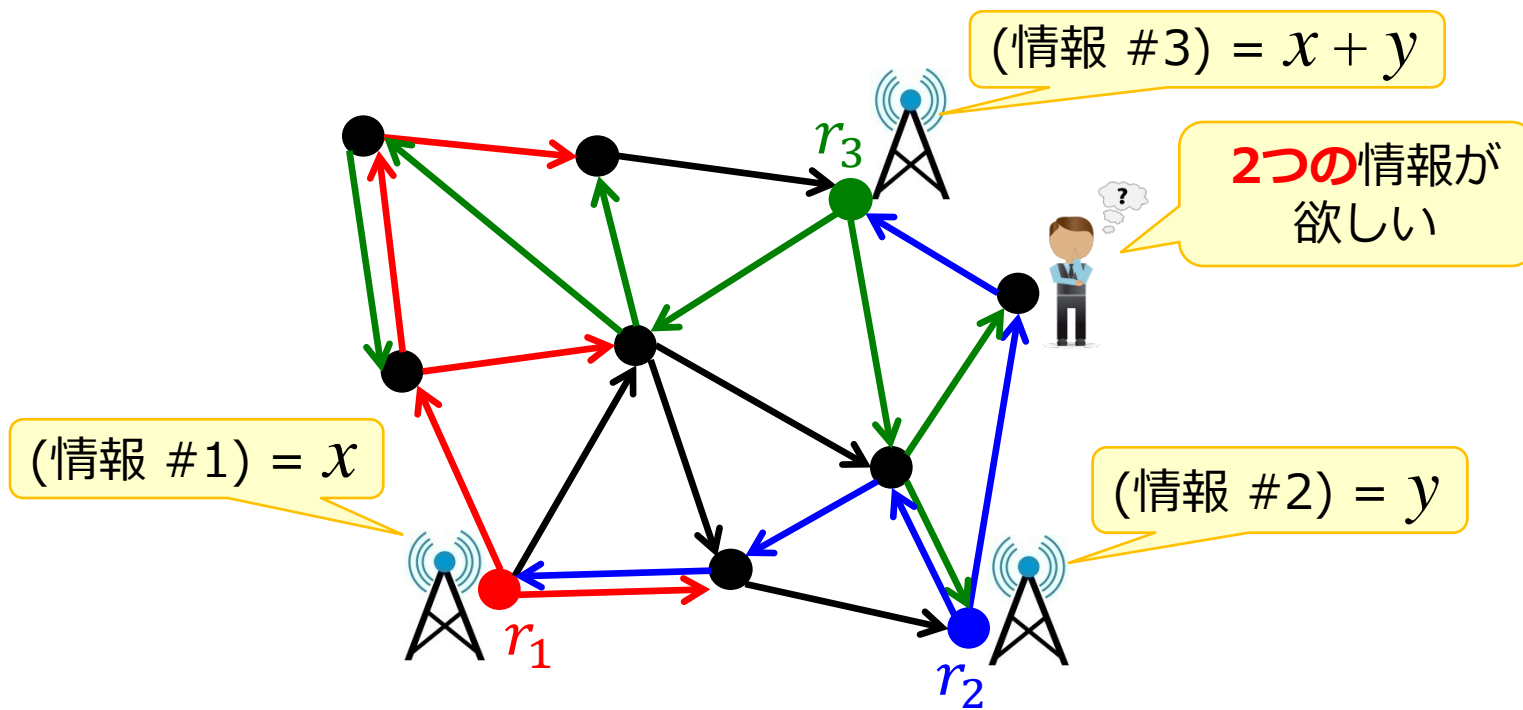 (情報 #3) = x + y
r₃
?
2つの情報が
欲しい
(情報 #1) = x
(情報 #2) = y
r₁
r₂